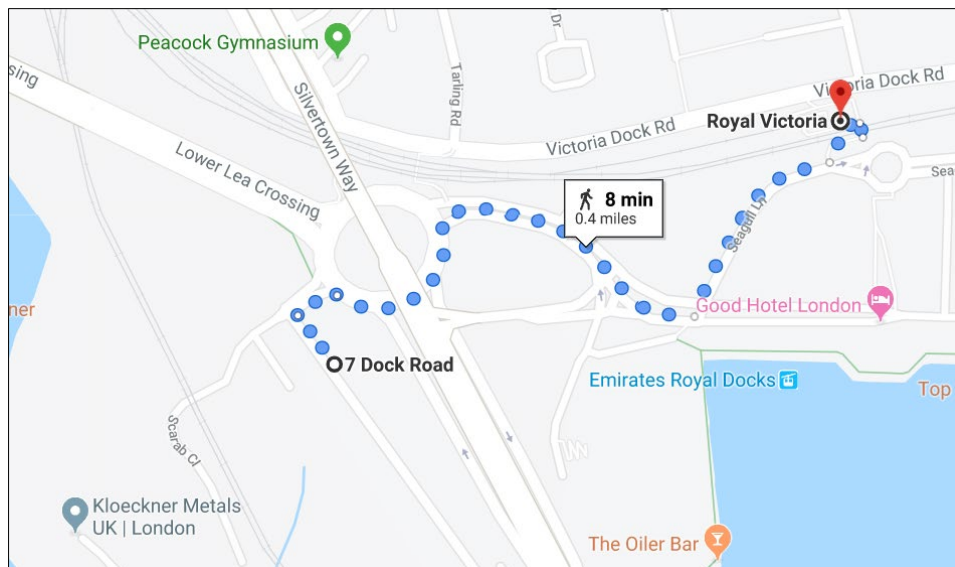 Peacock Gymnasium
Dr
Tarling Rd
Silvertown Way
Victoria Dock Rd
Victoria Dock Rd
Royal Victoria
sing
Lower Lea Crossing
8 min
0.4 miles
Sea
Seagull Ln
Good Hotel London
ner
7 Dock Road
Emirates Royal Docks
Top
Scarab Cl
Kloeckner Metals
UK | London
The Oiler Bar